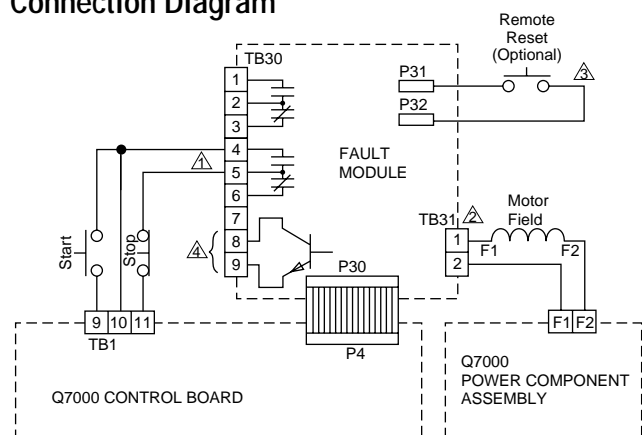 Connection Diagram
Remote
Reset
(Optional)
TB30
P31
3
1
2
P32
3
4
FAULT
MODULE
1
5
6
7
Motor
Field
TB31
2
8
1
F1
F2
Start
Stop
4
9
2
P30
9 10 11
F1 F2
TB1
P4
Q7000
POWER COMPONENT
ASSEMBLY
Q7000 CONTROL BOARD